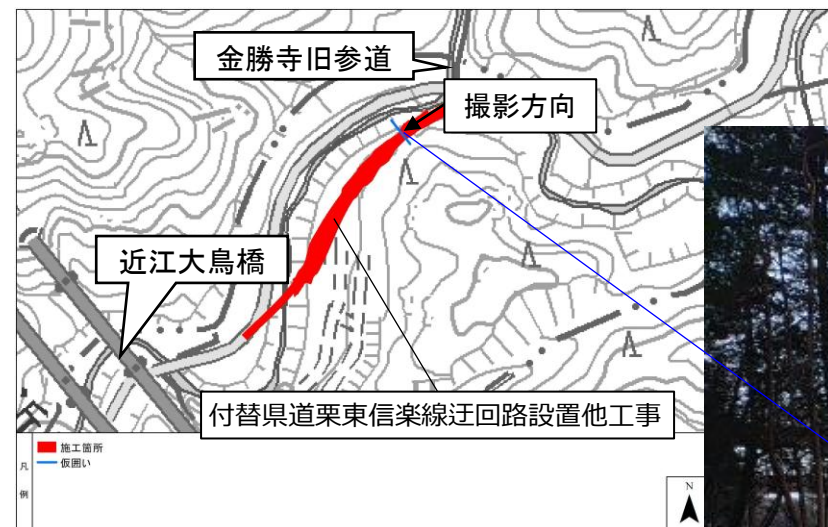 金勝寺旧参道
撮影方向
近江大鳥橋
付替県道栗東信楽線迂回路設置他工事
凡例
施工箇所
仮囲い
N